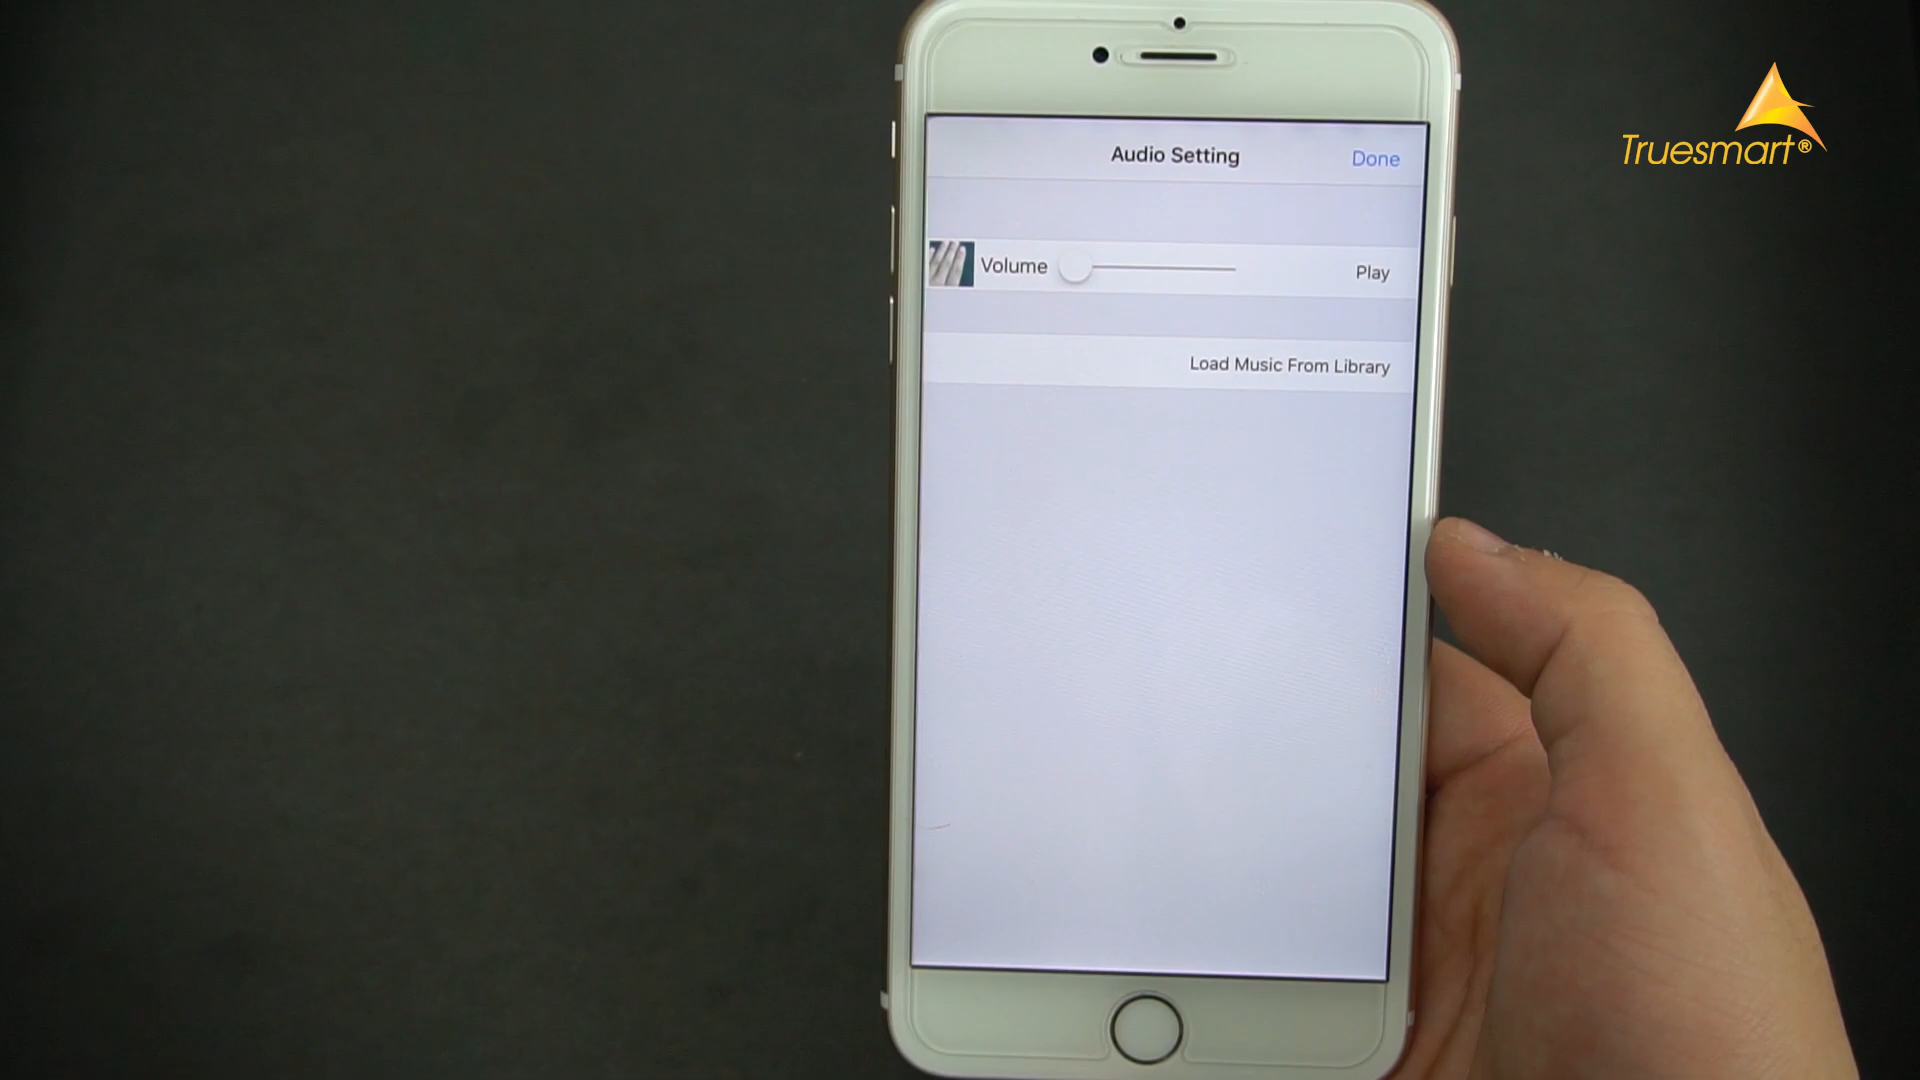 Truesmart®
Audio Setting
Done
Volume
Play
Load Music From Library